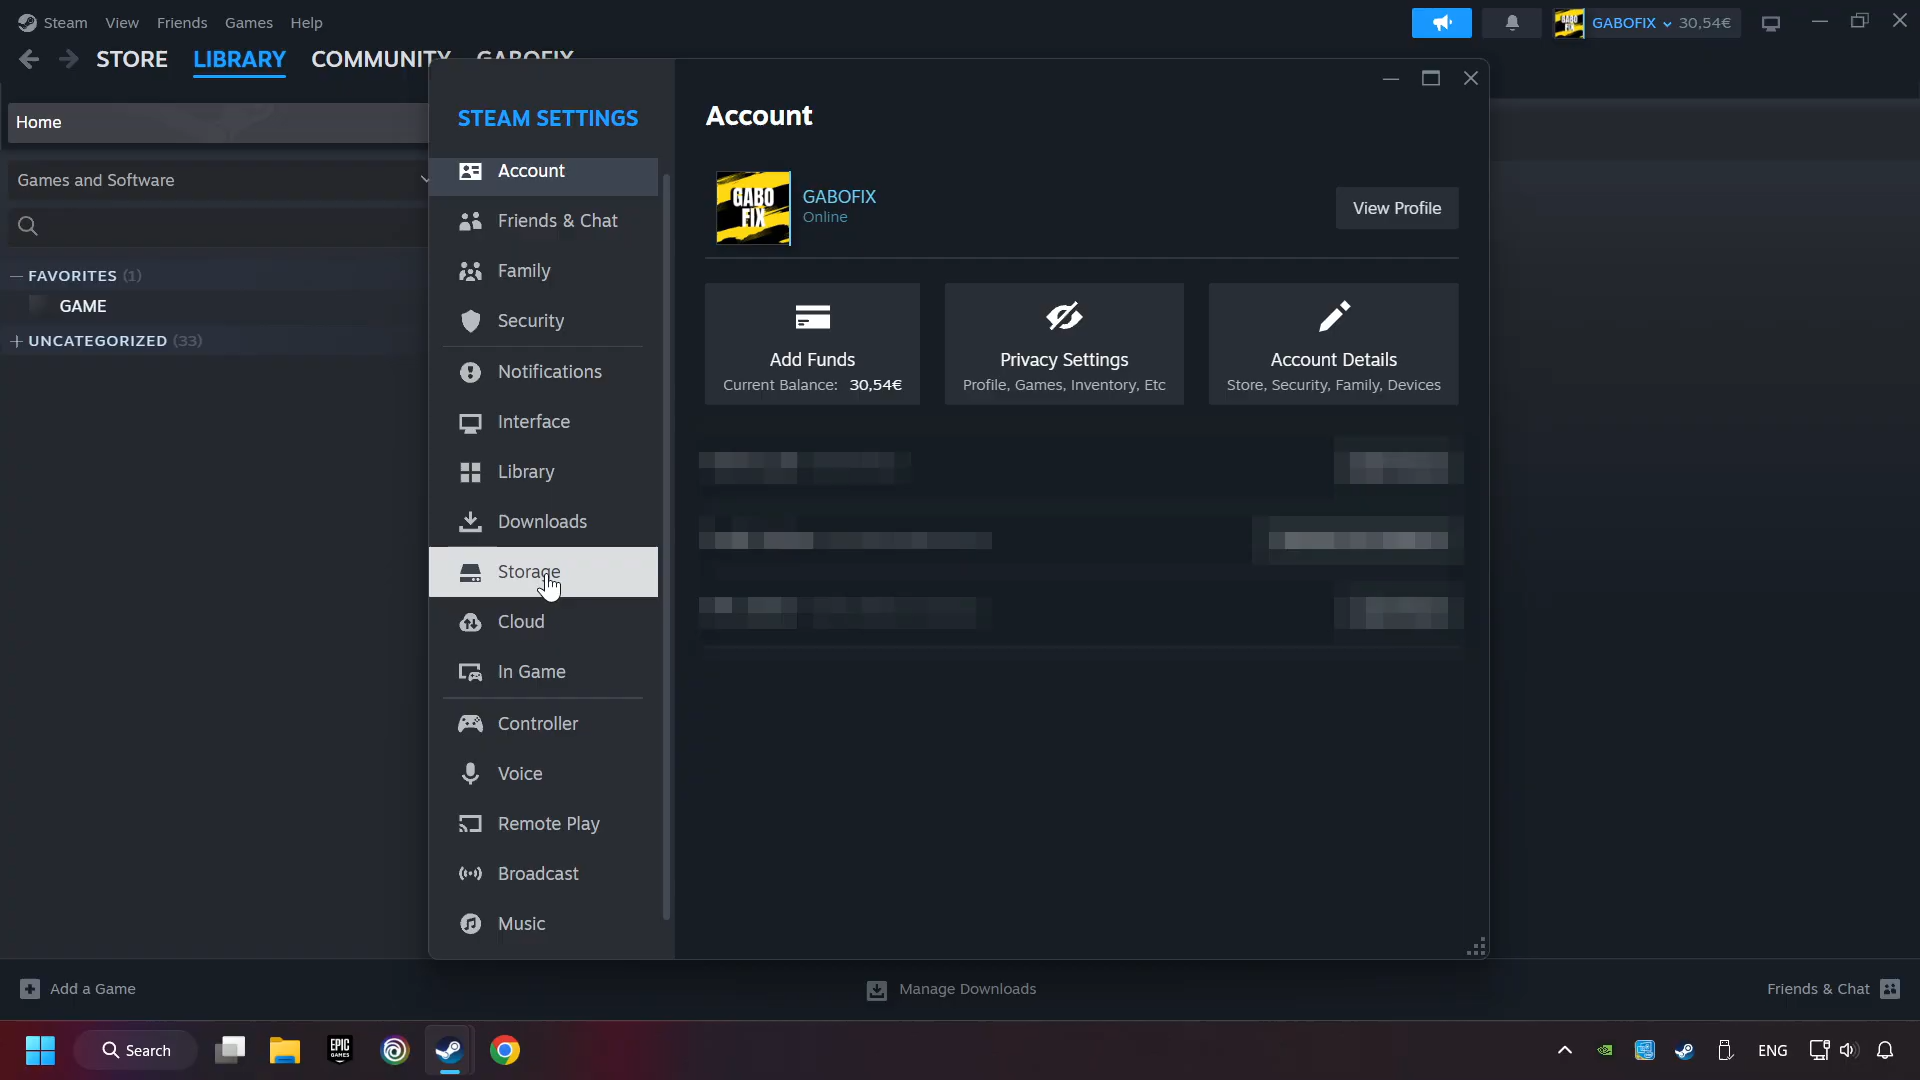 Steam View Friends Games Help
GABOFIX 30,54€
STORE LIBRARY COMMUNITY GABOFIX
Home
Games and Software
FAVORITES (1)
GAME
UNCATEGORIZED (33)
STEAM SETTINGS
Account
Friends & Chat
Family
Security
Notifications
Interface
Library
Downloads
Storage
Cloud
In Game
Controller
Voice
Remote Play
Broadcast
Music
Account
GABO
FIX
GABOFIX
Online
View Profile
Add Funds
Current Balance: 30,54€
Privacy Settings
Profile, Games, Inventory, Etc
Account Details
Store, Security, Family, Devices
Add a Game
Manage Downloads
Friends & Chat
Search
EPIC
GAMES
ENG